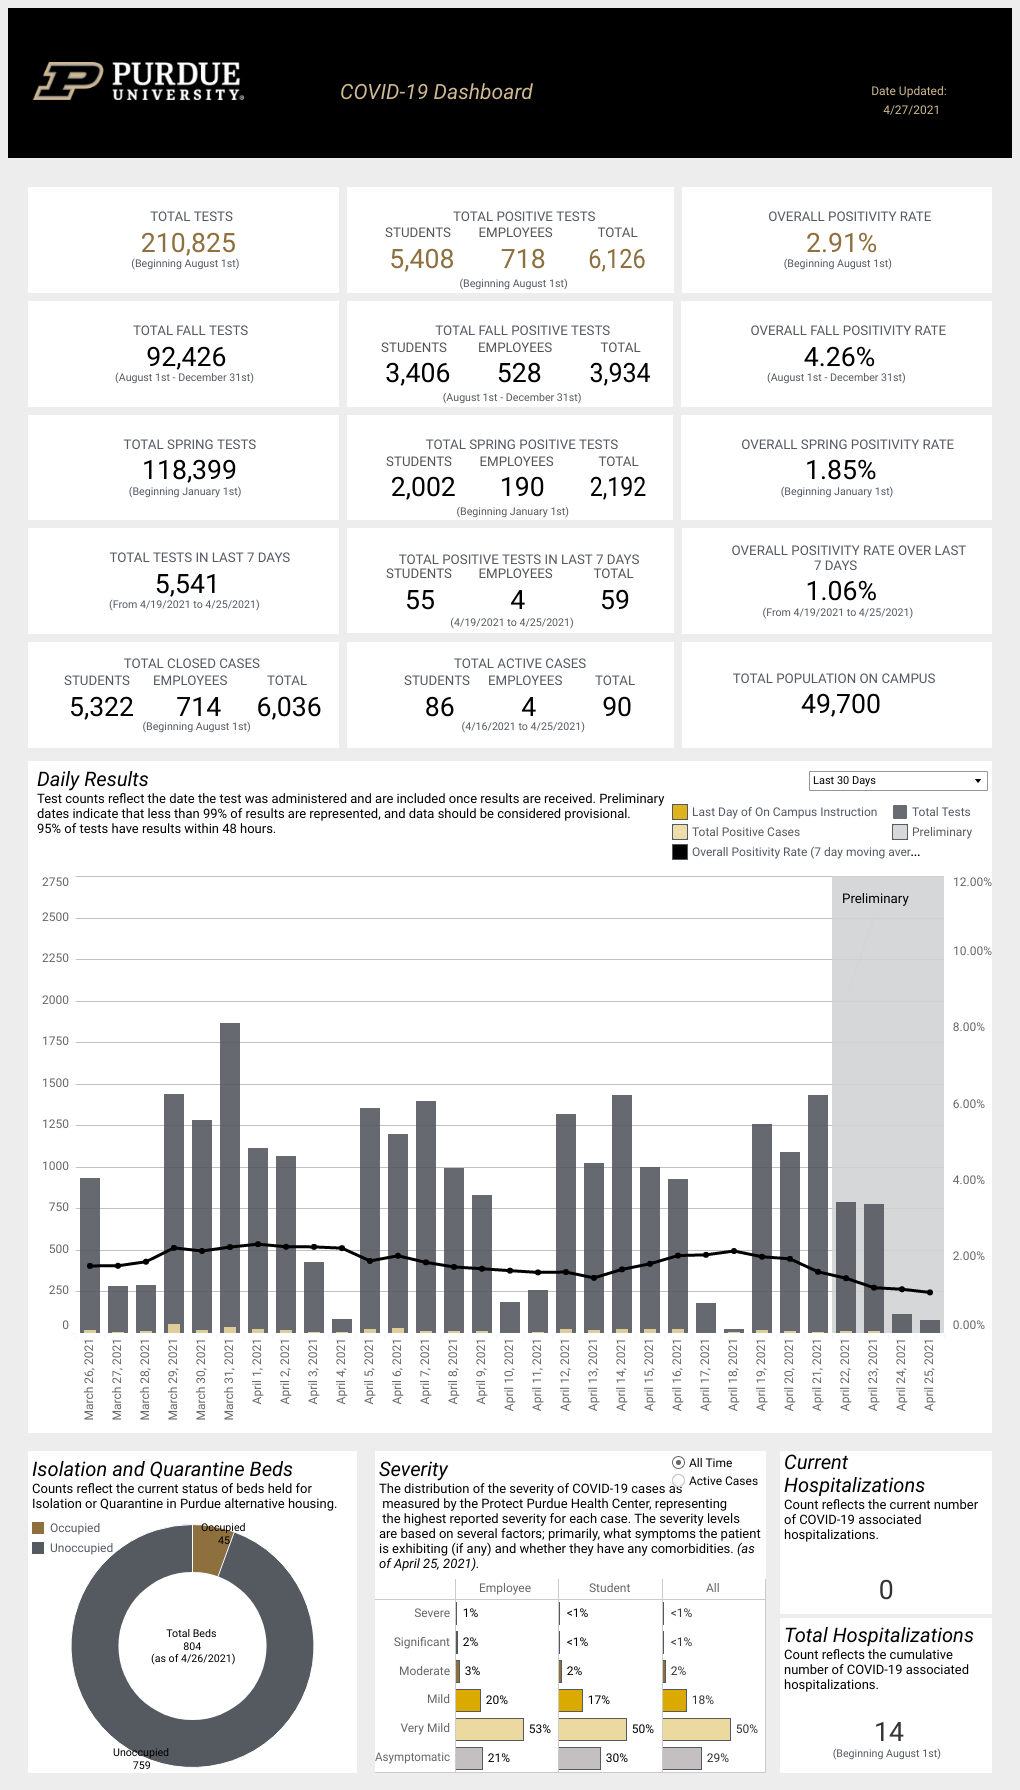 PURDUE
UNIVERSITY®
COVID-19 Dashboard
Date Updated:
4/27/2021
TOTAL TESTS
210,825
(Beginning August 1st)
TOTAL POSITIVE TESTS
STUDENTS EMPLOYEES TOTAL
5,408 718 6,126
(Beginning August 1st)
OVERALL POSITIVITY RATE
2.91%
(Beginning August 1st)
TOTAL FALL TESTS
92,426
(August 1st - December 31st)
TOTAL FALL POSITIVE TESTS
STUDENTS EMPLOYEES TOTAL
3,406 528 3,934
(August 1st - December 31st)
OVERALL FALL POSITIVITY RATE
4.26%
(August 1st - December 31st)
TOTAL SPRING TESTS
118,399
(Beginning January 1st)
TOTAL SPRING POSITIVE TESTS
STUDENTS EMPLOYEES TOTAL
2,002 190 2,192
(Beginning January 1st)
OVERALL SPRING POSITIVITY RATE
1.85%
(Beginning January 1st)
TOTAL TESTS IN LAST 7 DAYS
5,541
(From 4/19/2021 to 4/25/2021)
TOTAL POSITIVE TESTS IN LAST 7 DAYS
STUDENTS EMPLOYEES TOTAL
55 4 59
(4/19/2021 to 4/25/2021)
OVERALL POSITIVITY RATE OVER LAST
7 DAYS
1.06%
(From 4/19/2021 to 4/25/2021)
TOTAL CLOSED CASES
STUDENTS EMPLOYEES TOTAL
5,322 714 6,036
(Beginning August 1st)
TOTAL ACTIVE CASES
STUDENTS EMPLOYEES TOTAL
86 4 90
(4/16/2021 to 4/25/2021)
TOTAL POPULATION ON CAMPUS
49,700
Daily Results
Test counts reflect the date the test was administered and are included once results are received. Preliminary
dates indicate that less than 99% of results are represented, and data should be considered provisional.
95% of tests have results within 48 hours.
Last 30 Days
Last Day of On Campus Instruction
Total Tests
Total Positive Cases
Preliminary
Overall Positivity Rate (7 day moving aver...
2750
2500
2250
2000
1750
1500
1250
1000
750
500
250
0
Preliminary
12.00%
10.00%
8.00%
6.00%
4.00%
2.00%
0.00%
March 26, 2021
March 27, 2021
March 28, 2021
March 29, 2021
March 30, 2021
March 31, 2021
April 1, 2021
April 2, 2021
April 3, 2021
April 4, 2021
April 5, 2021
April 6, 2021
April 7, 2021
April 8, 2021
April 9, 2021
April 10, 2021
April 11, 2021
April 12, 2021
April 13, 2021
April 14, 2021
April 15, 2021
April 16, 2021
April 17, 2021
April 18, 2021
April 19, 2021
April 20, 2021
April 21, 2021
April 22, 2021
April 23, 2021
April 24, 2021
April 25, 2021
Isolation and Quarantine Beds
Counts reflect the current status of beds held for
Isolation or Quarantine in Purdue alternative housing.
Occupied
Unoccupied
Occupied
45
Total Beds
804
(as of 4/26/2021)
Unoccupied
759
Severity
All Time
Active Cases
The distribution of the severity of COVID-19 cases as
measured by the Protect Purdue Health Center, representing
the highest reported severity for each case. The severity levels
are based on several factors; primarily, what symptoms the patient
is exhibiting (if any) and whether they have any comorbidities. (as
of April 25, 2021).
Employee Student All
Severe 1% <1% <1%
Significant 2% <1% <1%
Moderate 3% 2% 2%
Mild 20% 17% 18%
Very Mild 53% 50% 50%
Asymptomatic 21% 30% 29%
Current
Hospitalizations
Count reflects the current number
of COVID-19 associated
hospitalizations.
0
Total Hospitalizations
Count reflects the cumulative
number of COVID-19 associated
hospitalizations.
14
(Beginning August 1st)